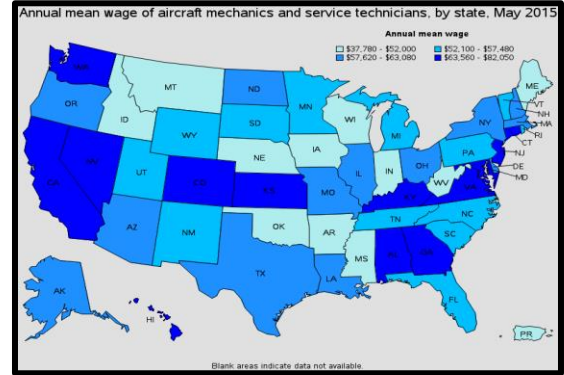 Annual mean wage of aircraft mechanics and service technicians, by state, May 2015
Annual mean wage
$37,780 - $52,000
$52,100 - $57,480
$57,620 - $63,080
$63,560 - $82,050
WA
MT
ND
MN
ME
OR
ID
SD
WI
MI
VT
NH
NY
MA
RI
CT
WY
NE
IA
PA
NJ
NV
UT
IL
IN
OH
DE
MD
CA
CO
KS
MO
WV
VA
KY
NC
TN
AZ
NM
OK
AR
SC
MS
AL
GA
TX
LA
AK
FL
HI
PR
Blank areas indicate data not available.